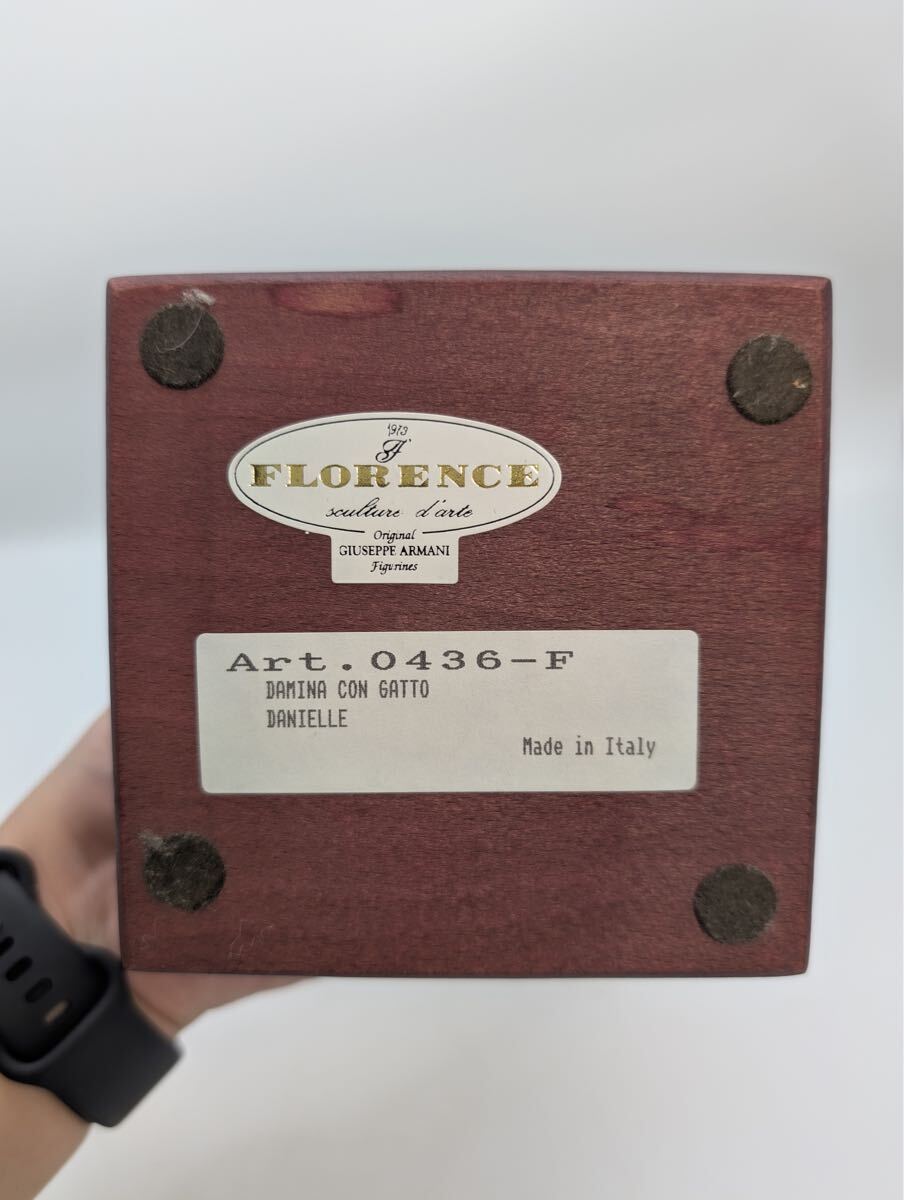 1973
F
FLORENCE
sculture d'arte
Original
GIUSEPPE ARMANI
Figurines
Art.0436-F
DAMINA CON GATTO
DANIELLE
Made in Italy